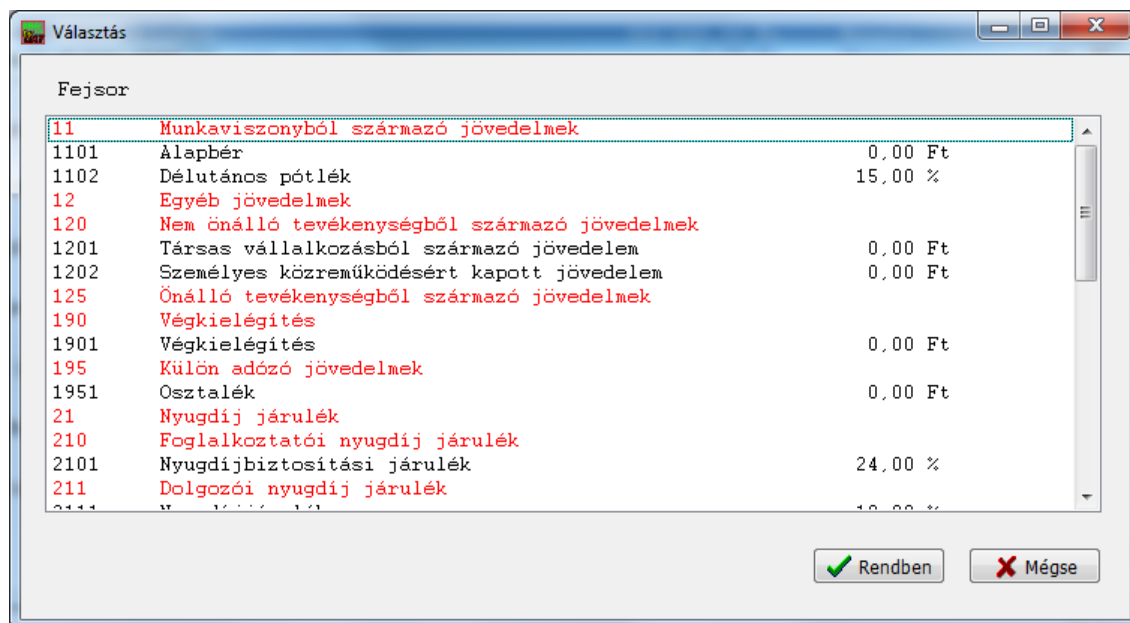 Választás
Fejsor
11 Munkaviszonyból származó jövedelmek
1101 Alapbér 0,00 Ft
1102 Délutános pótlék 15,00 %
12 Egyéb jövedelmek
120 Nem önálló tevékenységből származó jövedelmek
1201 Társas vállalkozásból származó jövedelem 0,00 Ft
1202 Személyes közreműködésért kapott jövedelem 0,00 Ft
125 Önálló tevékenységből származó jövedelmek
190 Végkielégítés
1901 Végkielégítés 0,00 Ft
195 Külön adózó jövedelmek
1951 Osztalék 0,00 Ft
21 Nyugdíj járulék
210 Foglalkoztatói nyugdíj járulék
2101 Nyugdíjbiztosítási járulék 24,00 %
211 Dolgozói nyugdíj járulék
Rendben Mégse